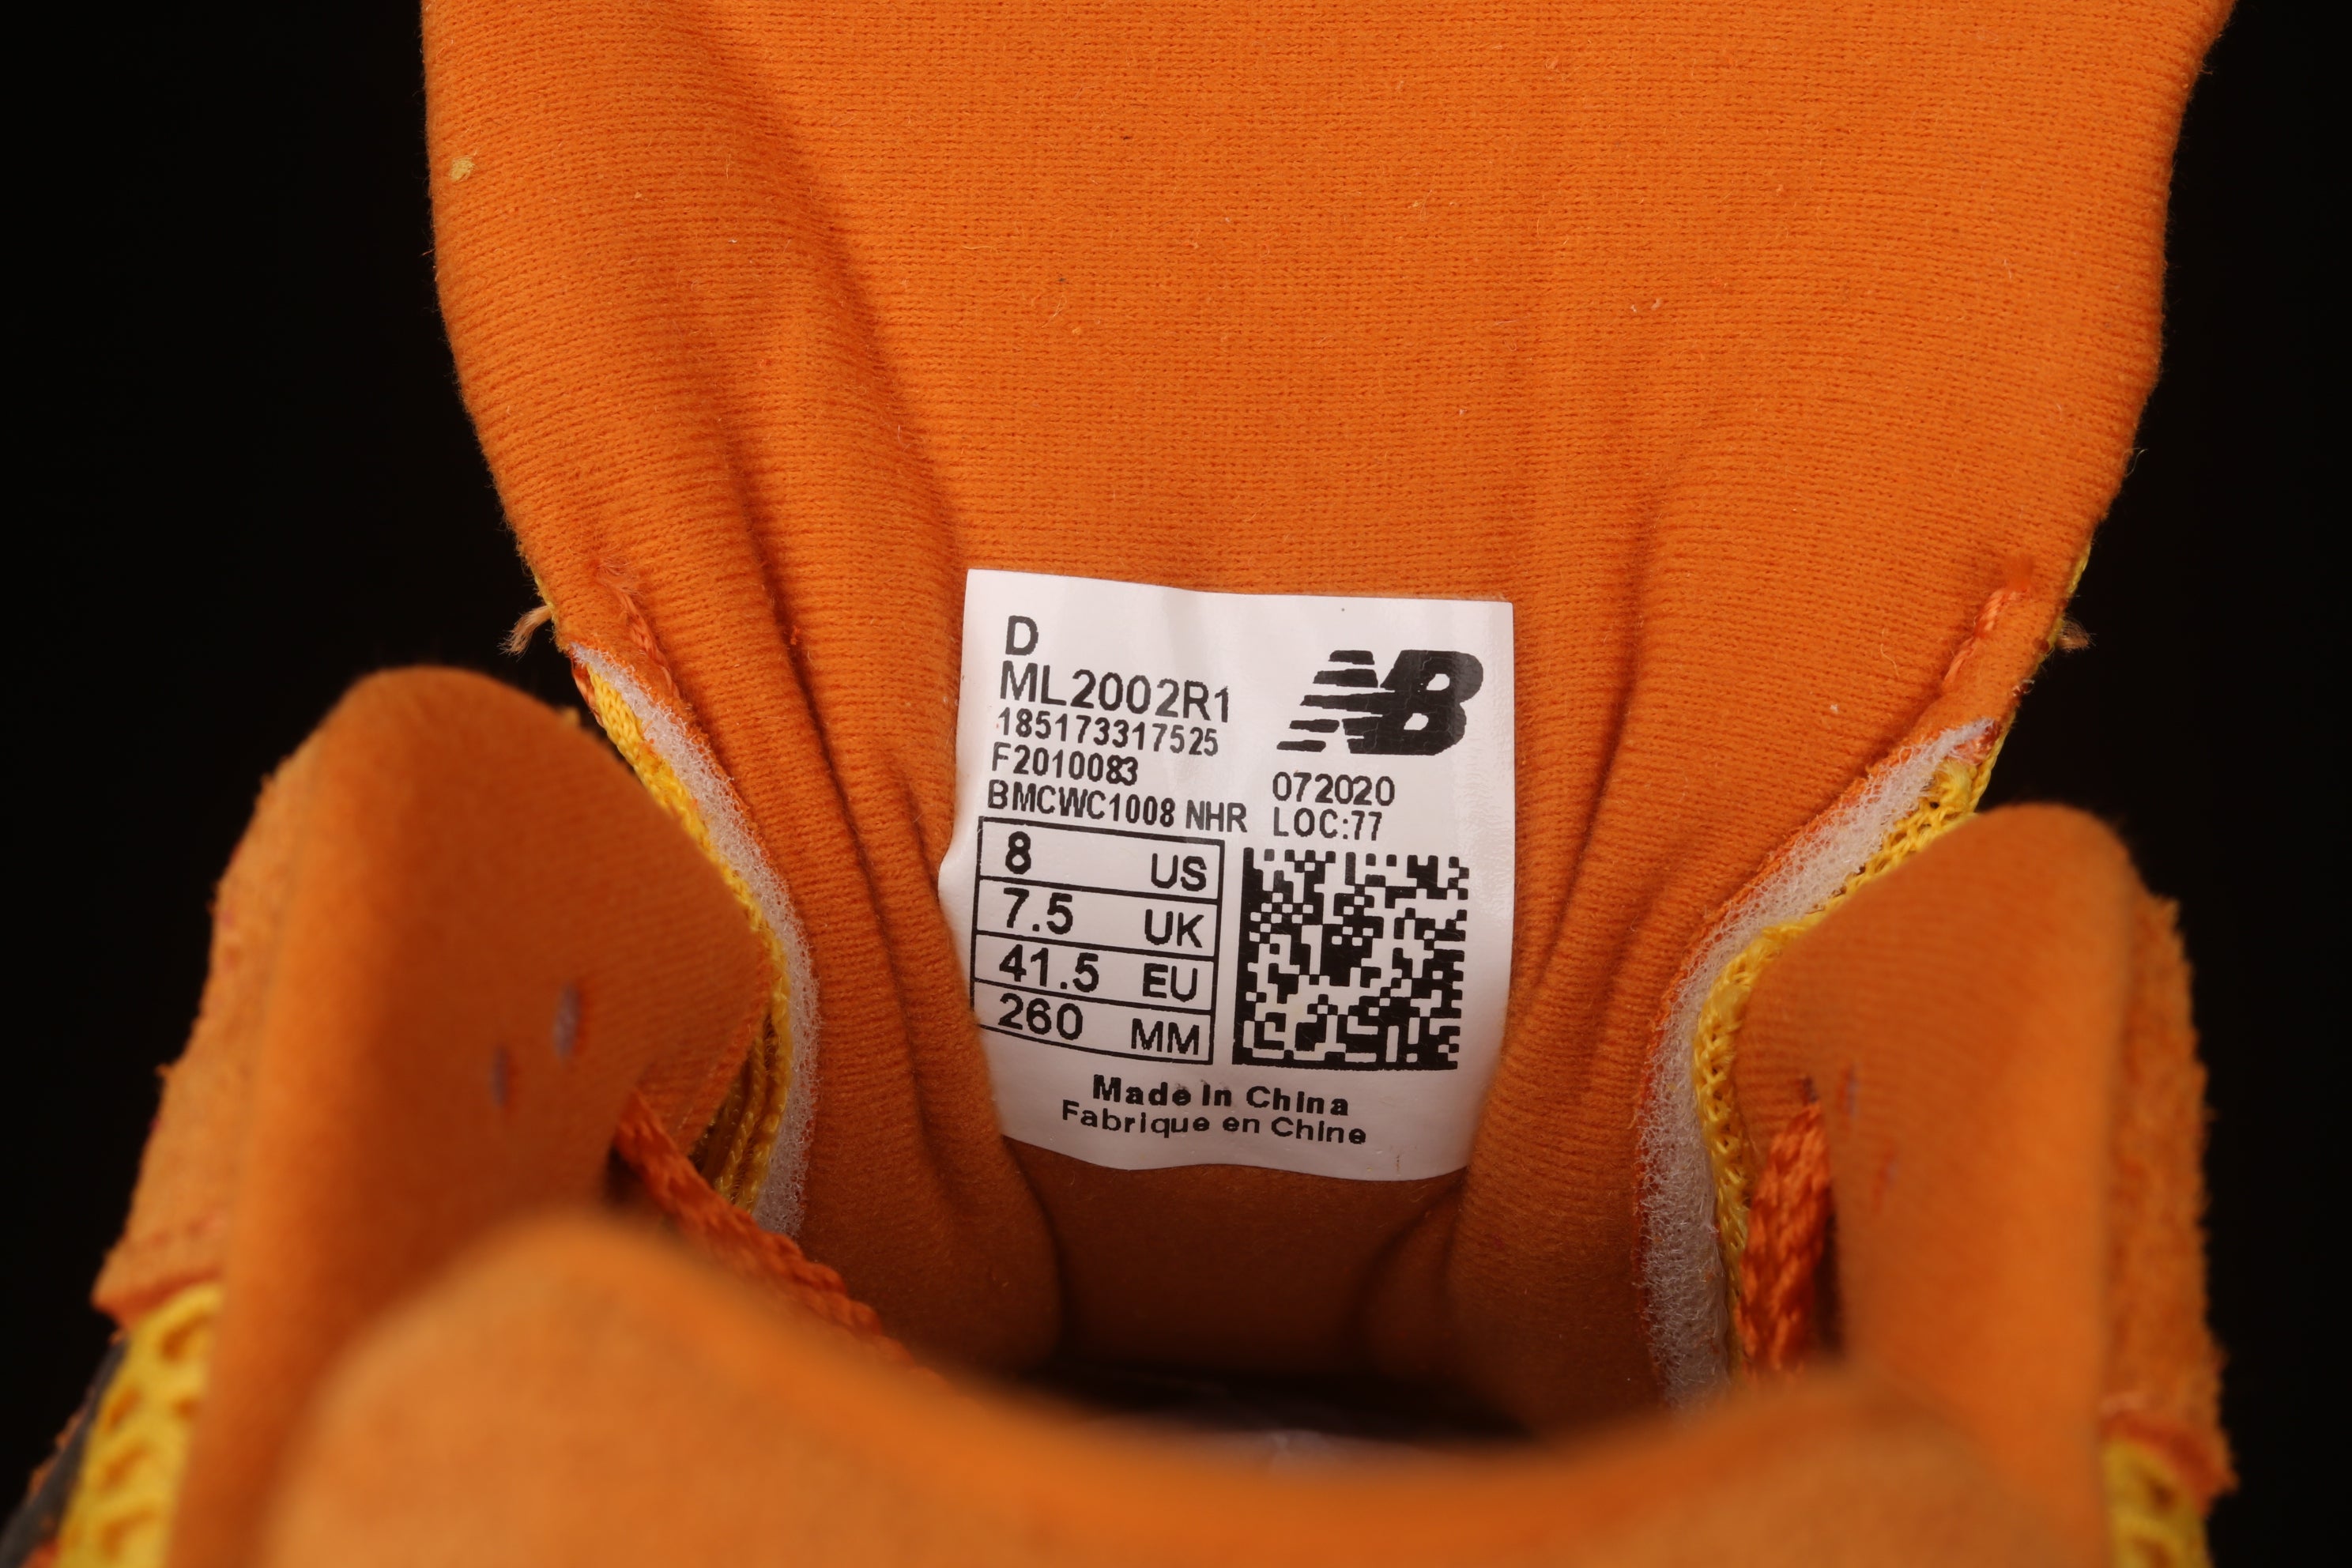 D
ML2002R1
185173317525
F2010083
BMCWC1008 NHR
NB
072020
LOC:77
8 US
7.5 UK
41.5 EU
260 MM
Made In China
Fabrique en Chine